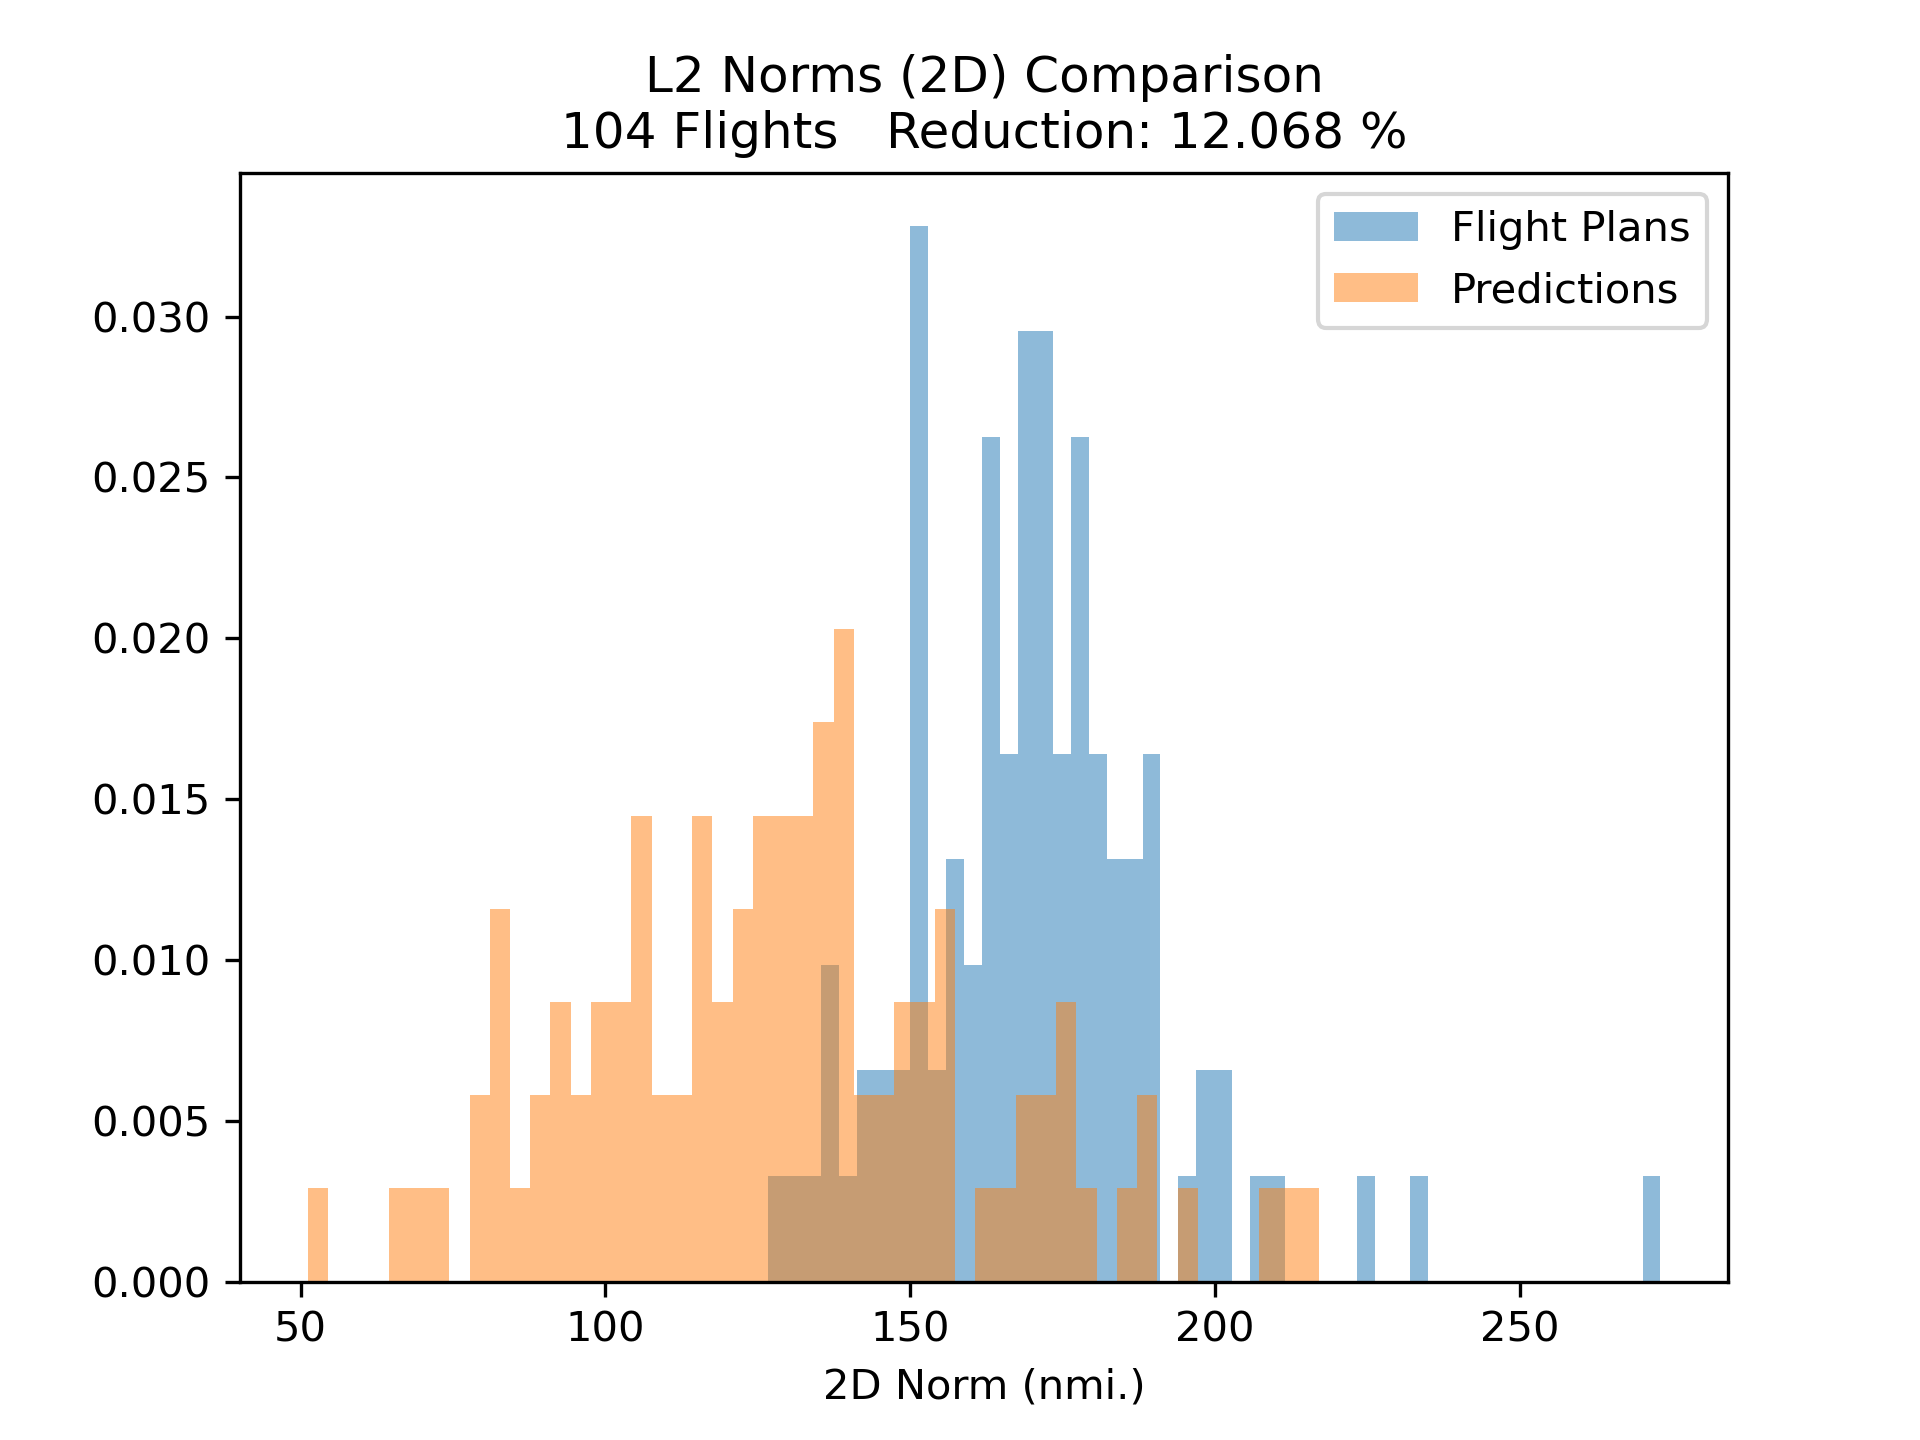 L2 Norms (2D) Comparison
104 Flights   Reduction: 12.068 %
Flight Plans
Predictions
0.030
0.025
0.020
0.015
0.010
0.005
0.000
50 100 150 200 250
2D Norm (nmi.)